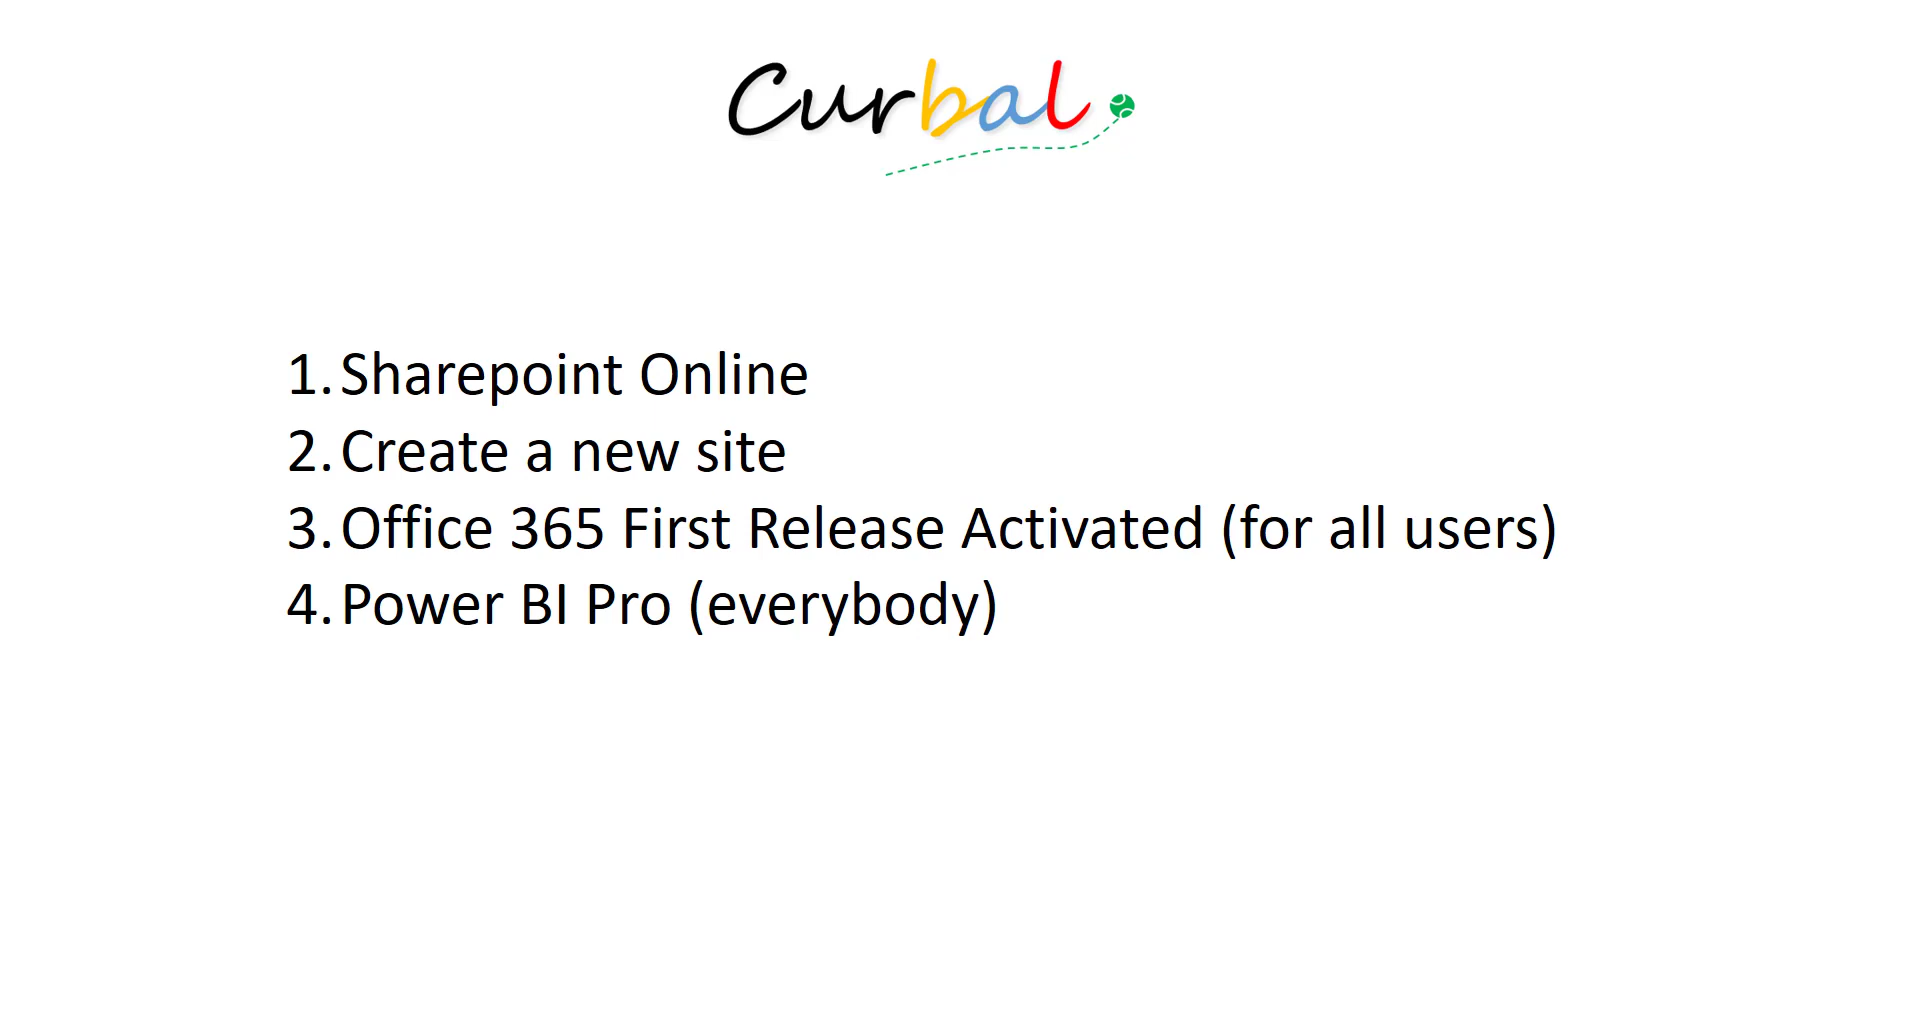 Curbal
1. Sharepoint Online
2. Create a new site
3. Office 365 First Release Activated (for all users)
4. Power BI Pro (everybody)